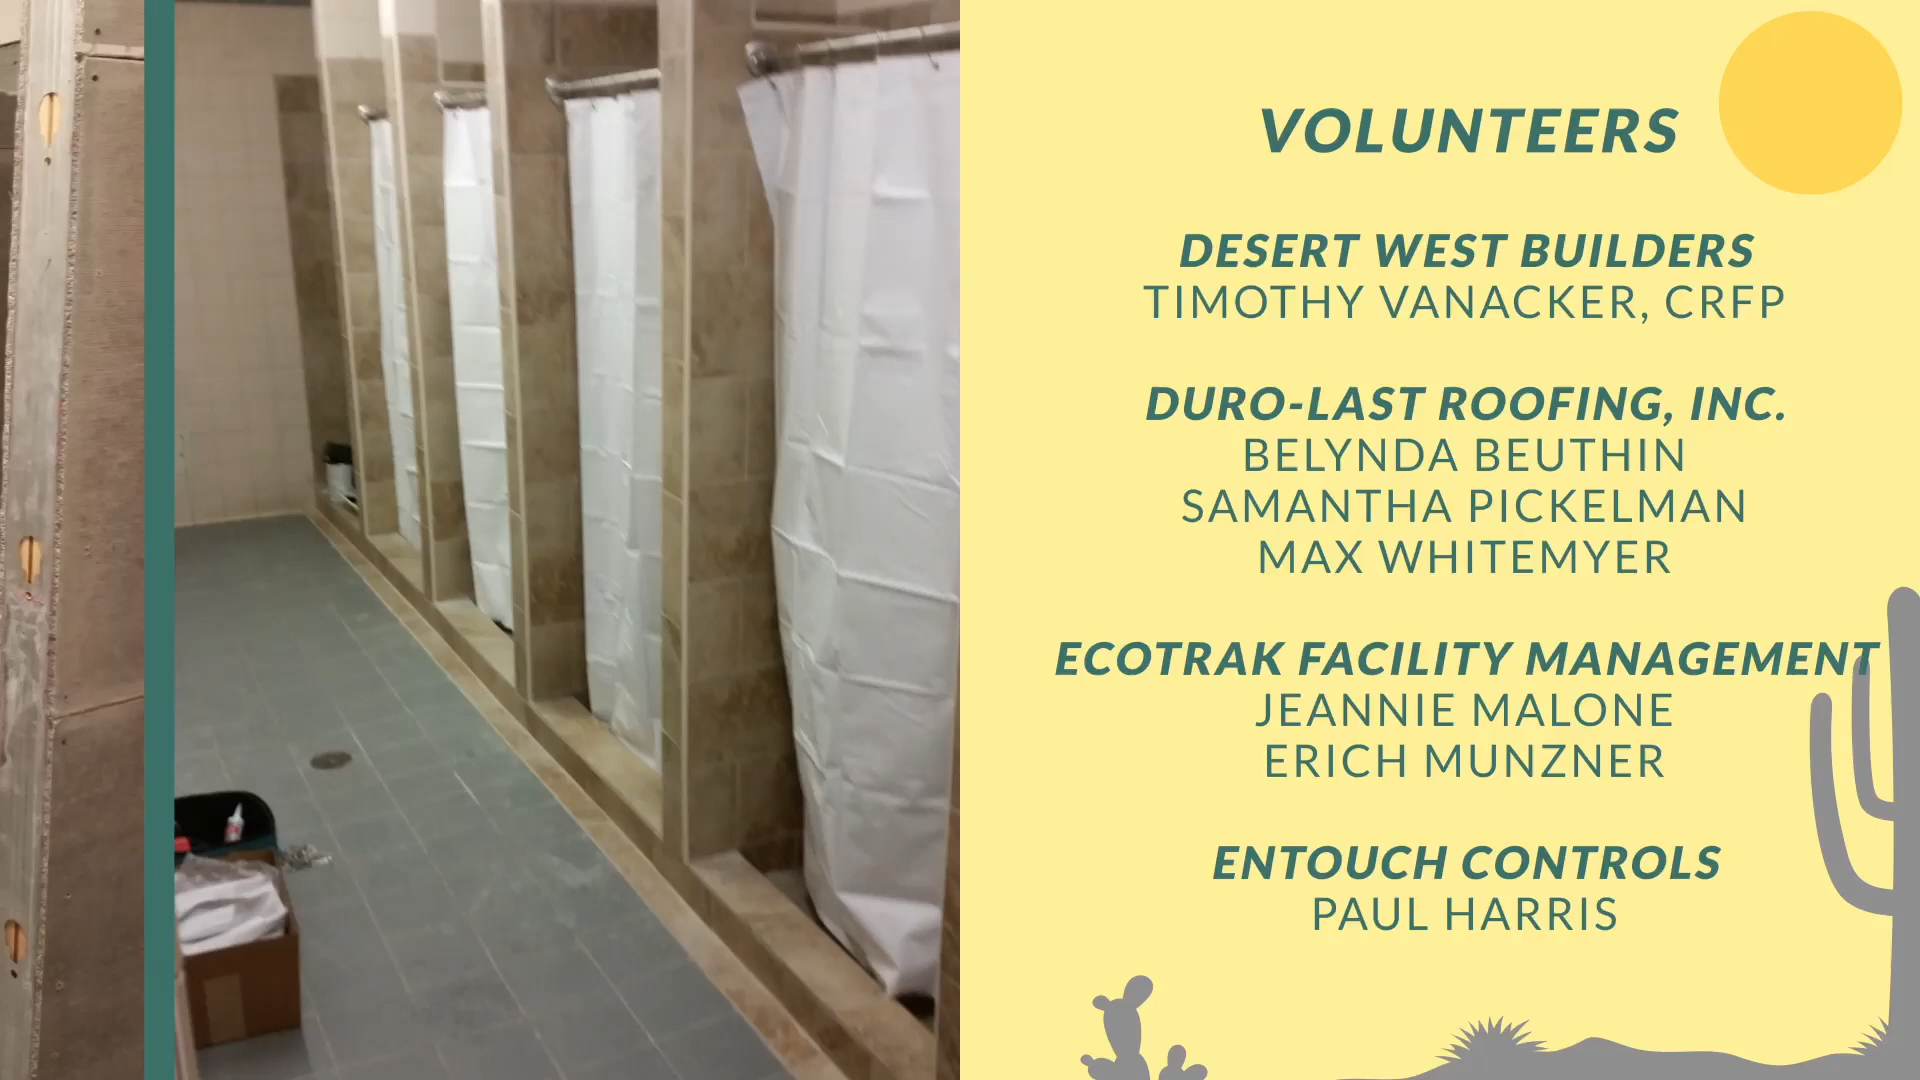 VOLUNTEERS
DESERT WEST BUILDERS
TIMOTHY VANACKER, CRFP
DURO-LAST ROOFING, INC.
BELYNDA BEUTHIN
SAMANTHA PICKELMAN
MAX WHITEMYER
ECOTRAK FACILITY MANAGEMENT
JEANNIE MALONE
ERICH MUNZNER
ENTOUCH CONTROLS
PAUL HARRIS